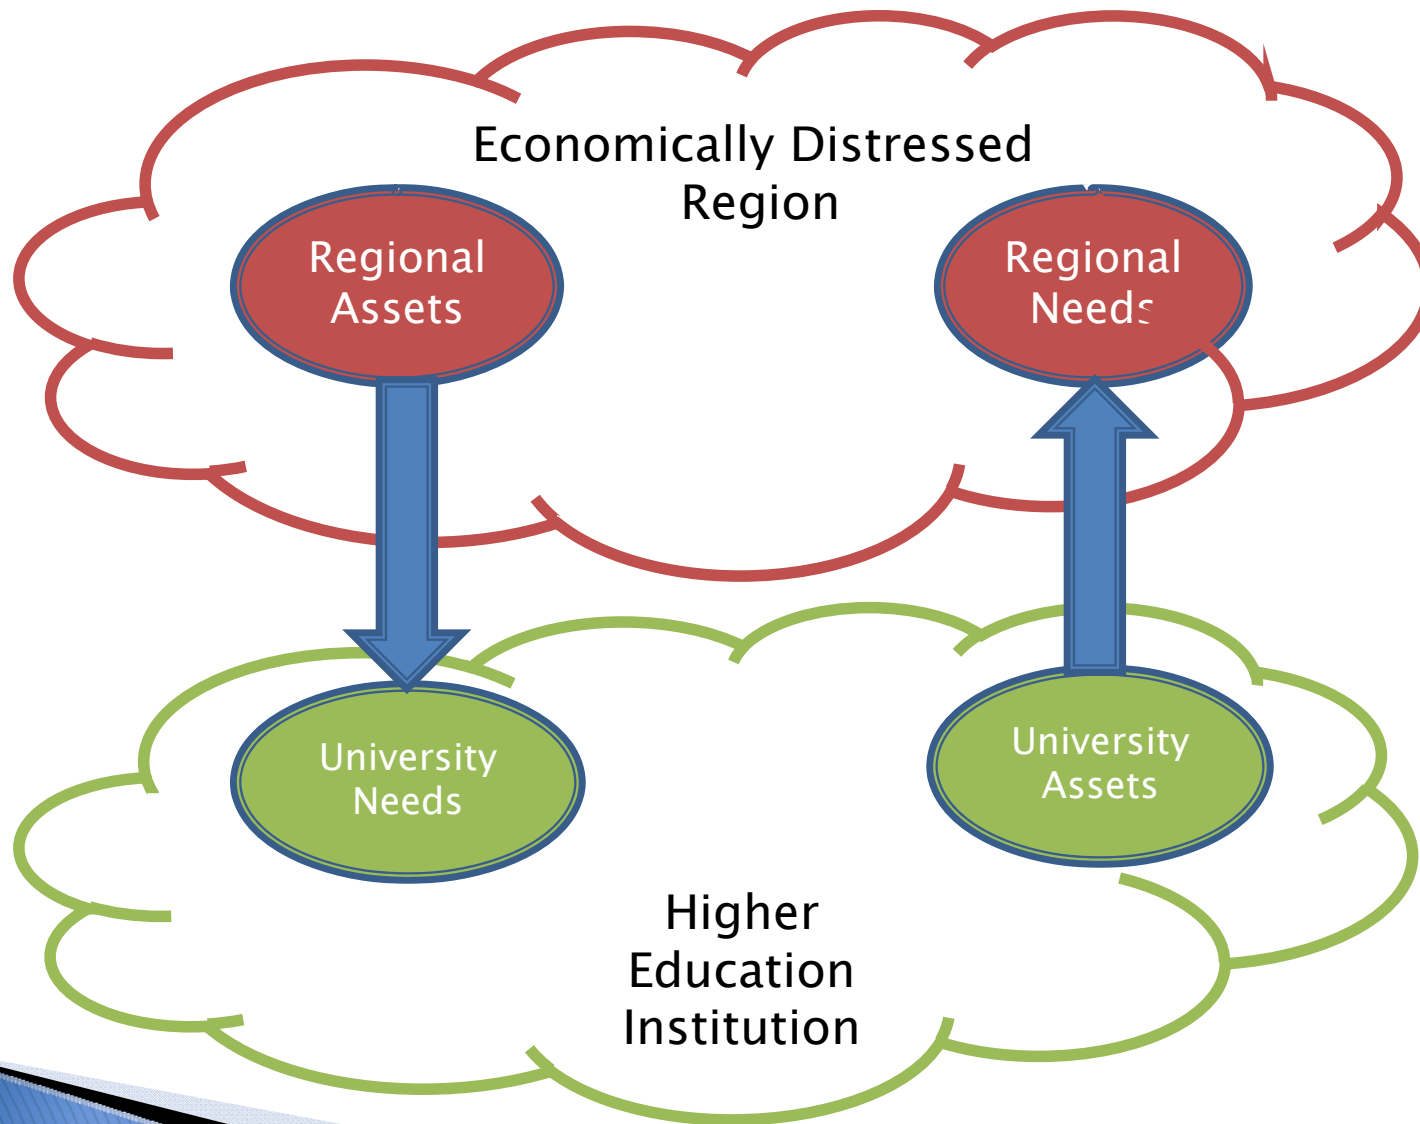 Economically Distressed
Region
Regional
Assets
Regional
Needs
University
Needs
University
Assets
Higher
Education
Institution